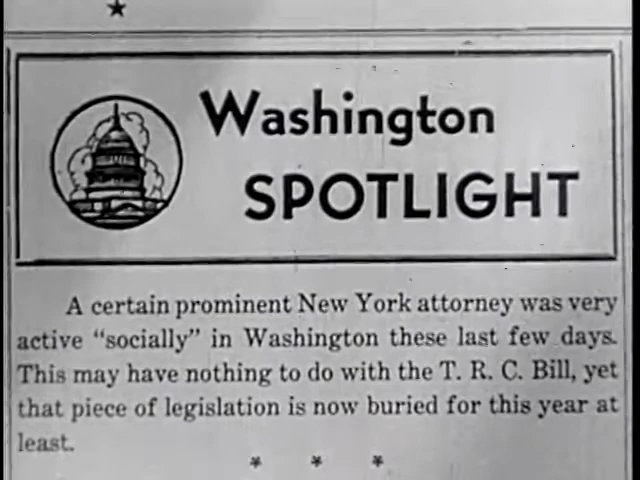 Washington
SPOTLIGHT
A certain prominent New York attorney was very
active "socially" in Washington these last few days.
This may have nothing to do with the T. R. C. Bill, yet
that piece of legislation is now buried for this year at
least.
* * *